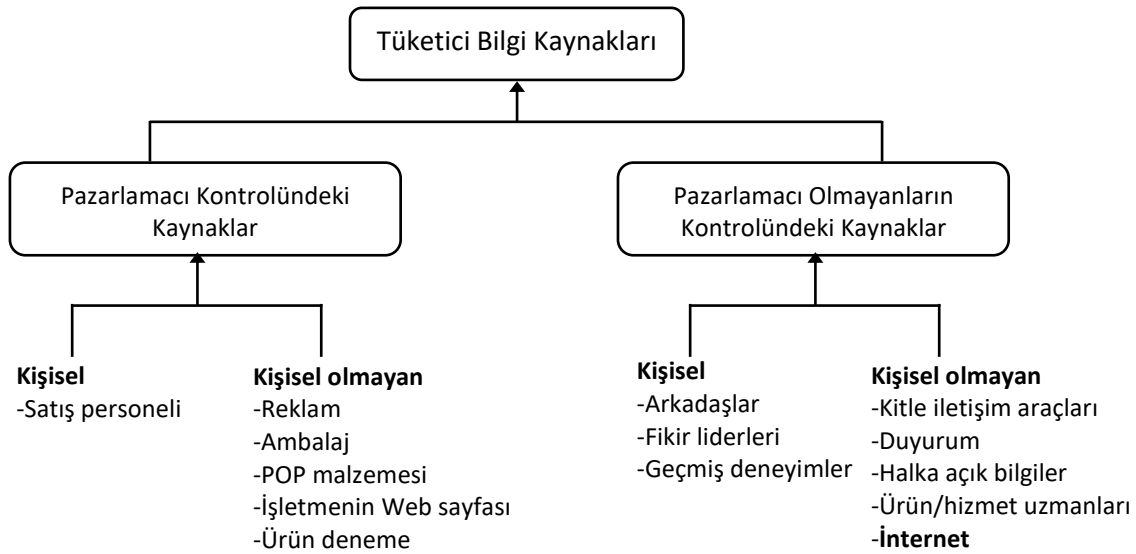 Tüketici Bilgi Kaynakları
Pazarlamacı Kontrolündeki
Kaynaklar
Pazarlamacı Olmayanların
Kontrolündeki Kaynaklar
Kişisel
-Satış personeli
Kişisel olmayan
-Reklam
-Ambalaj
-POP malzemesi
-İşletmenin Web sayfası
-Ürün deneme
Kişisel
-Arkadaşlar
-Fikir liderleri
-Geçmiş deneyimler
Kişisel olmayan
-Kitle iletişim araçları
-Duyurum
-Halka açık bilgiler
-Ürün/hizmet uzmanları
-İnternet